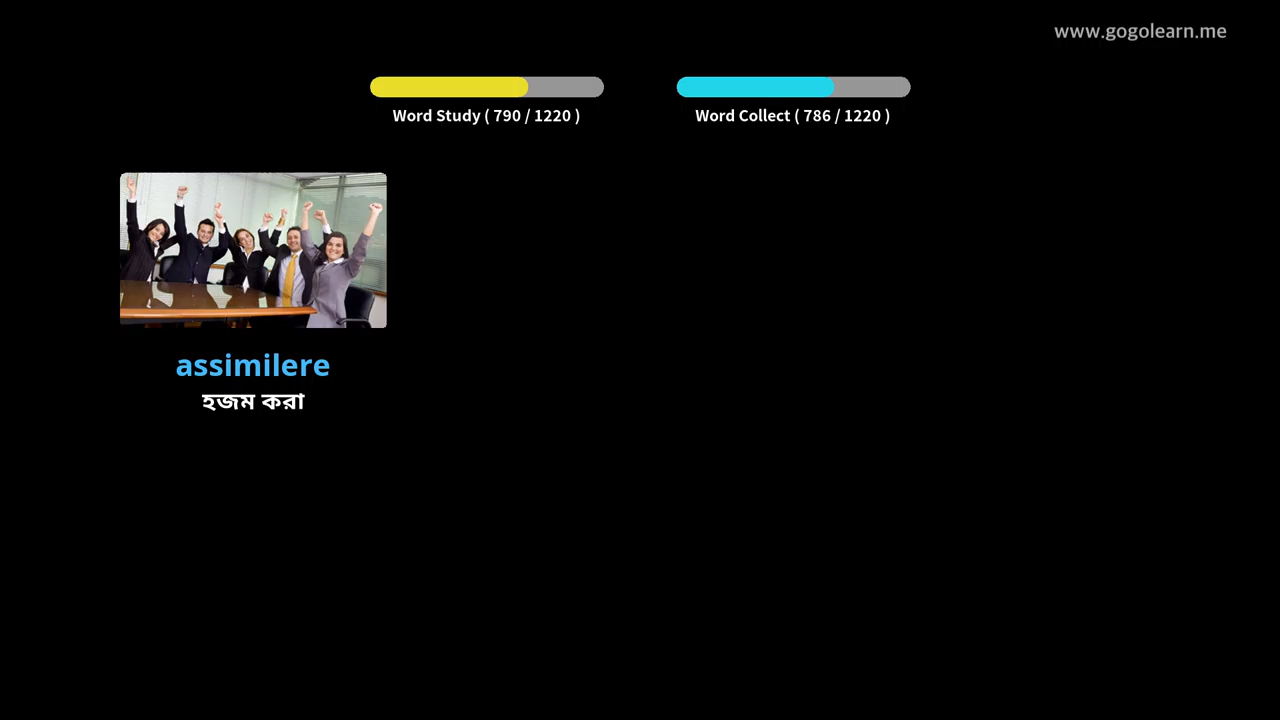 www.gogolearn.me
Word Study ( 790 / 1220 )
Word Collect ( 786 / 1220 )
assimilere
হজম করা